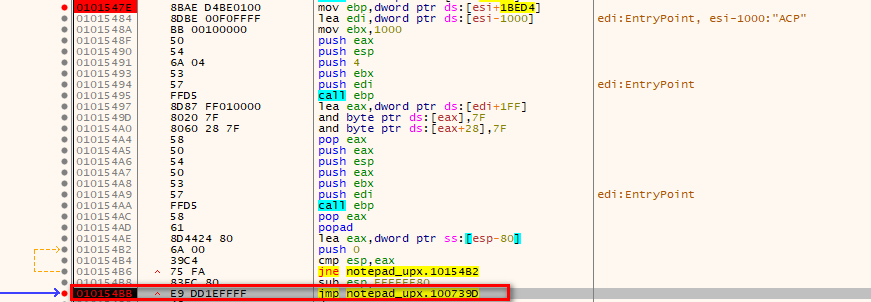 0101547E 8BAE D4BE0100 mov ebp,dword ptr ds:[esi+1BED4]
01015484 8DBE 00F0FFFF lea edi,dword ptr ds:[esi-1000] edi:EntryPoint, esi-1000:"ACP"
0101548A BB 00100000 mov ebx,1000
0101548F 50 push eax
01015490 54 push esp
01015491 6A 04 push 4
01015493 53 push ebx
01015494 57 push edi edi:EntryPoint
01015495 FFD5 call ebp
01015497 8D87 FF010000 lea eax,dword ptr ds:[edi+1FF]
0101549D 8020 7F and byte ptr ds:[eax],7F
010154A0 8060 28 7F and byte ptr ds:[eax+28],7F
010154A4 58 pop eax
010154A5 50 push eax
010154A6 54 push esp
010154A7 50 push eax
010154A8 53 push ebx
010154A9 57 push edi edi:EntryPoint
010154AA FFD5 call ebp
010154AC 58 pop eax
010154AD 61 popad
010154AE 8D4424 80 lea eax,dword ptr ss:[esp-80]
010154B2 6A 00 push 0
010154B4 39C4 cmp esp,eax
010154B6 ^ 75 FA jne notepad_upx.10154B2
010154B8 83EC 80 sub esp,FFFFFF80
010154BB ^ E9 DD1EFFFF jmp notepad_upx.100739D